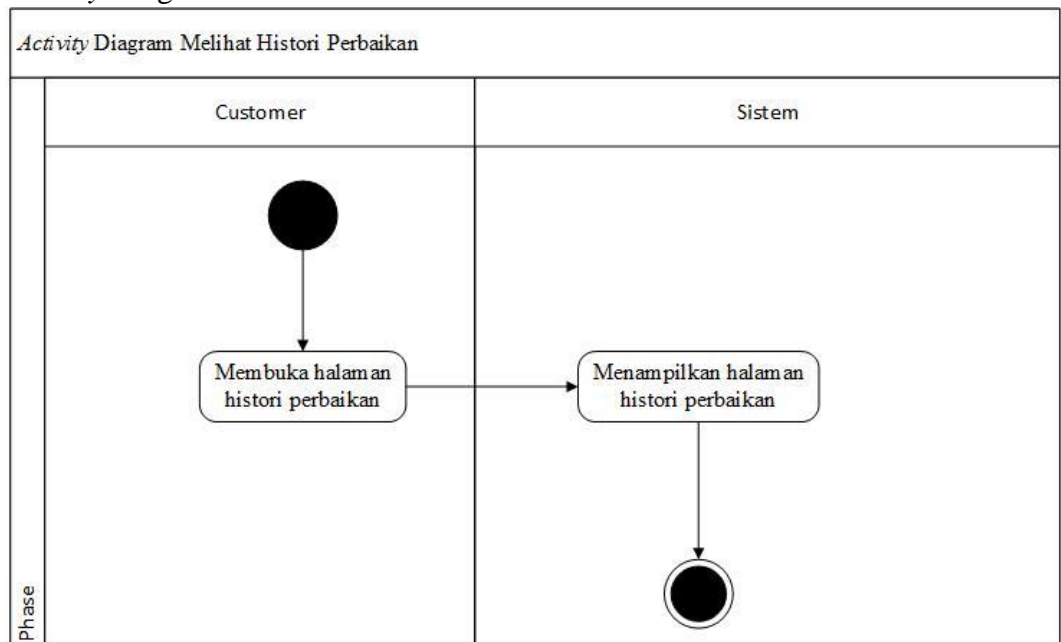 Activity Diagram Melihat Histori Perbaikan
Customer
Sistem
Membuka halaman
histori perbaikan
Menampilkan halaman
histori perbaikan
Phase